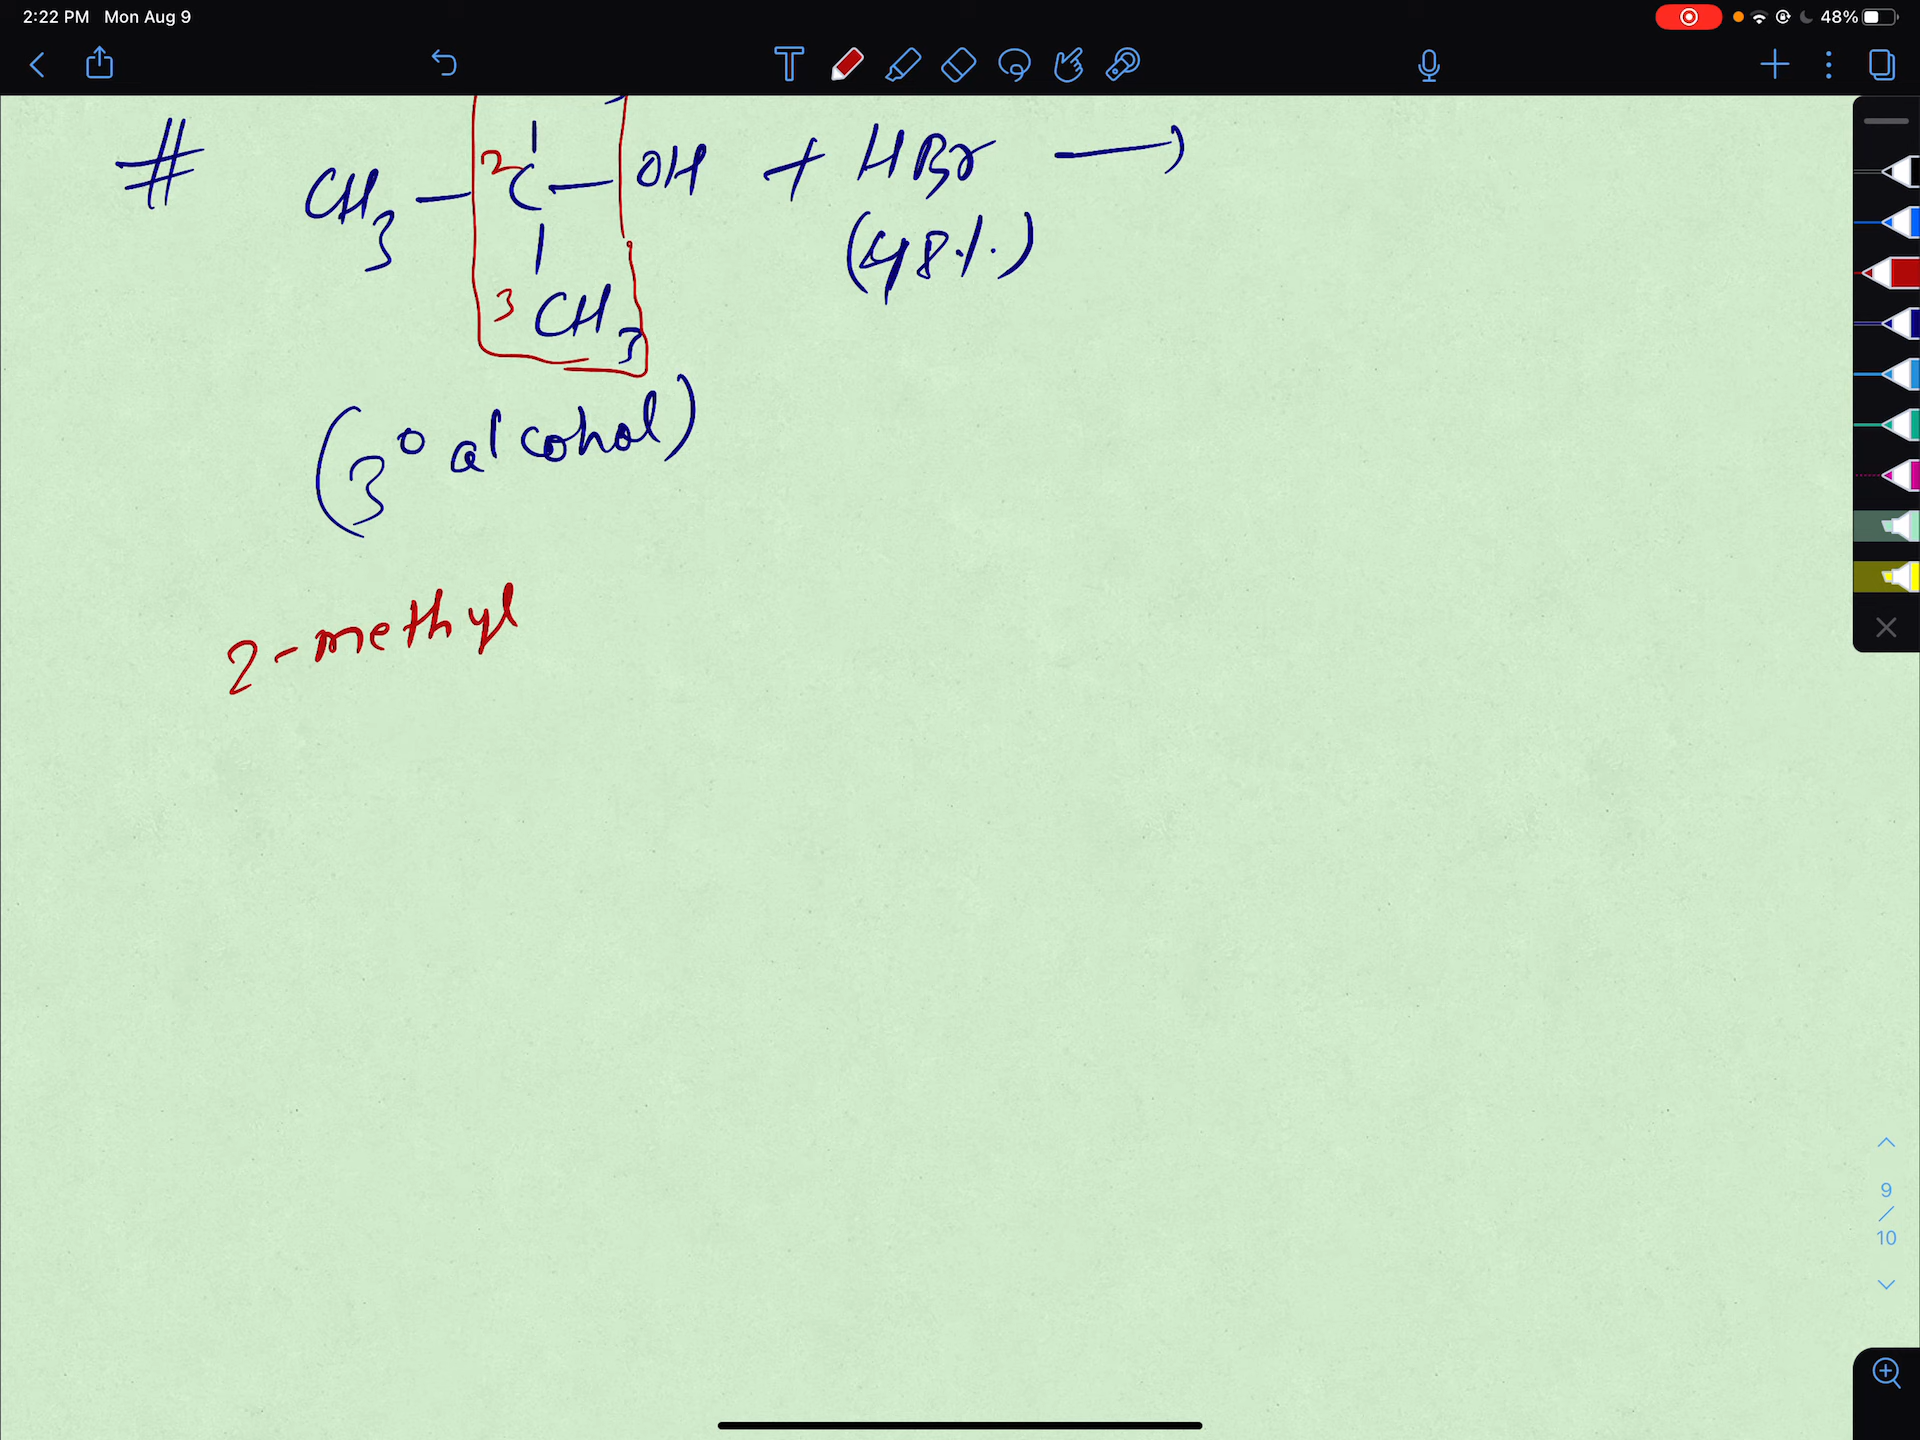 2:22 PM Mon Aug 9
48%
# CH3 - 2 C - OH + HBr →
(48%)
3 CH3
(3° alcohol)
2-methyl
9
/
10